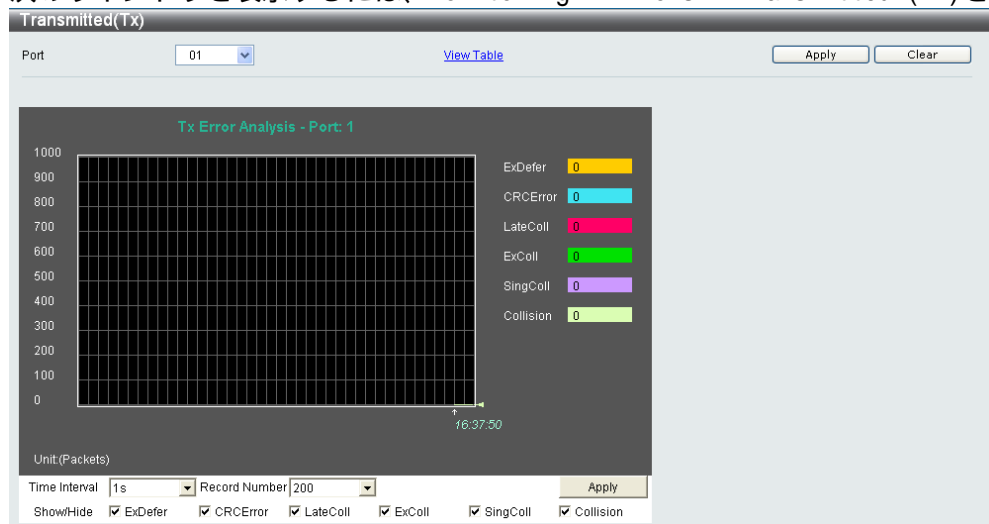 Transmitted(Tx)
Port 01 View Table Apply Clear
Tx Error Analysis - Port: 1
1000
900
800
700
600
500
400
300
200
100
0
ExDefer 0
CRCError 0
LateColl 0
ExColl 0
SingColl 0
Collision 0
16:37:50
Unit:(Packets)
Time Interval 1s Record Number 200 Apply
Show/Hide ExDefer CRCError LateColl ExColl SingColl Collision